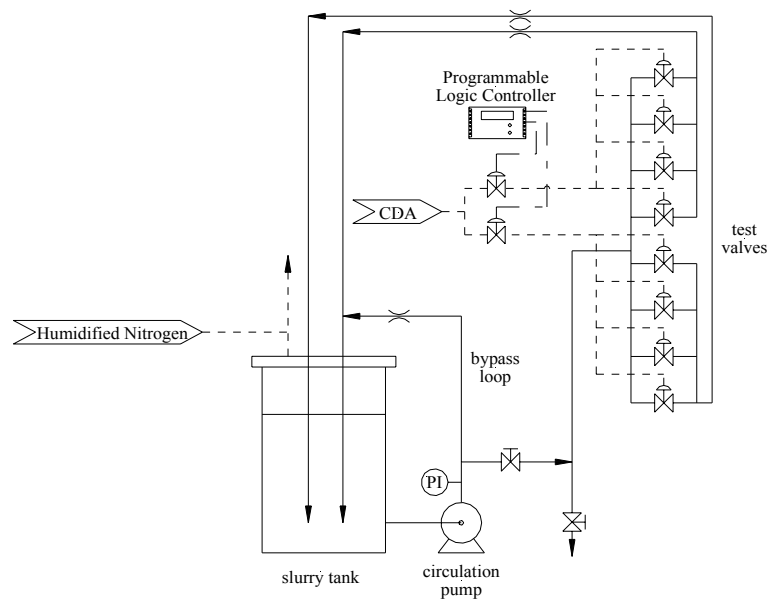 Programmable
Logic Controller
CDA
test
valves
Humidified Nitrogen
bypass
loop
PI
slurry tank
circulation
pump